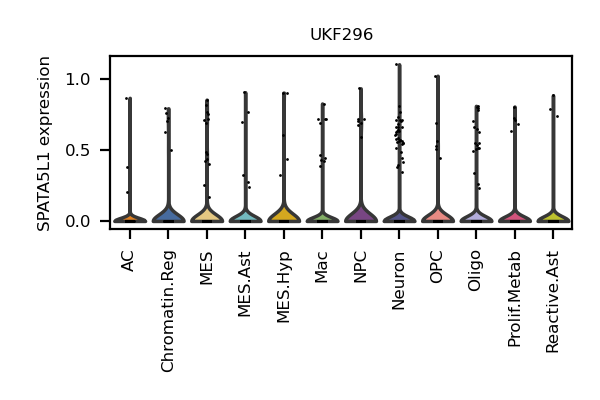 UKF296
SPATA5L1 expression
1.0
0.5
0.0
AC
Chromatin.Reg
MES
MES.Ast
MES.Hyp
Mac
NPC
Neuron
OPC
Oligo
Prolif.Metab
Reactive.Ast